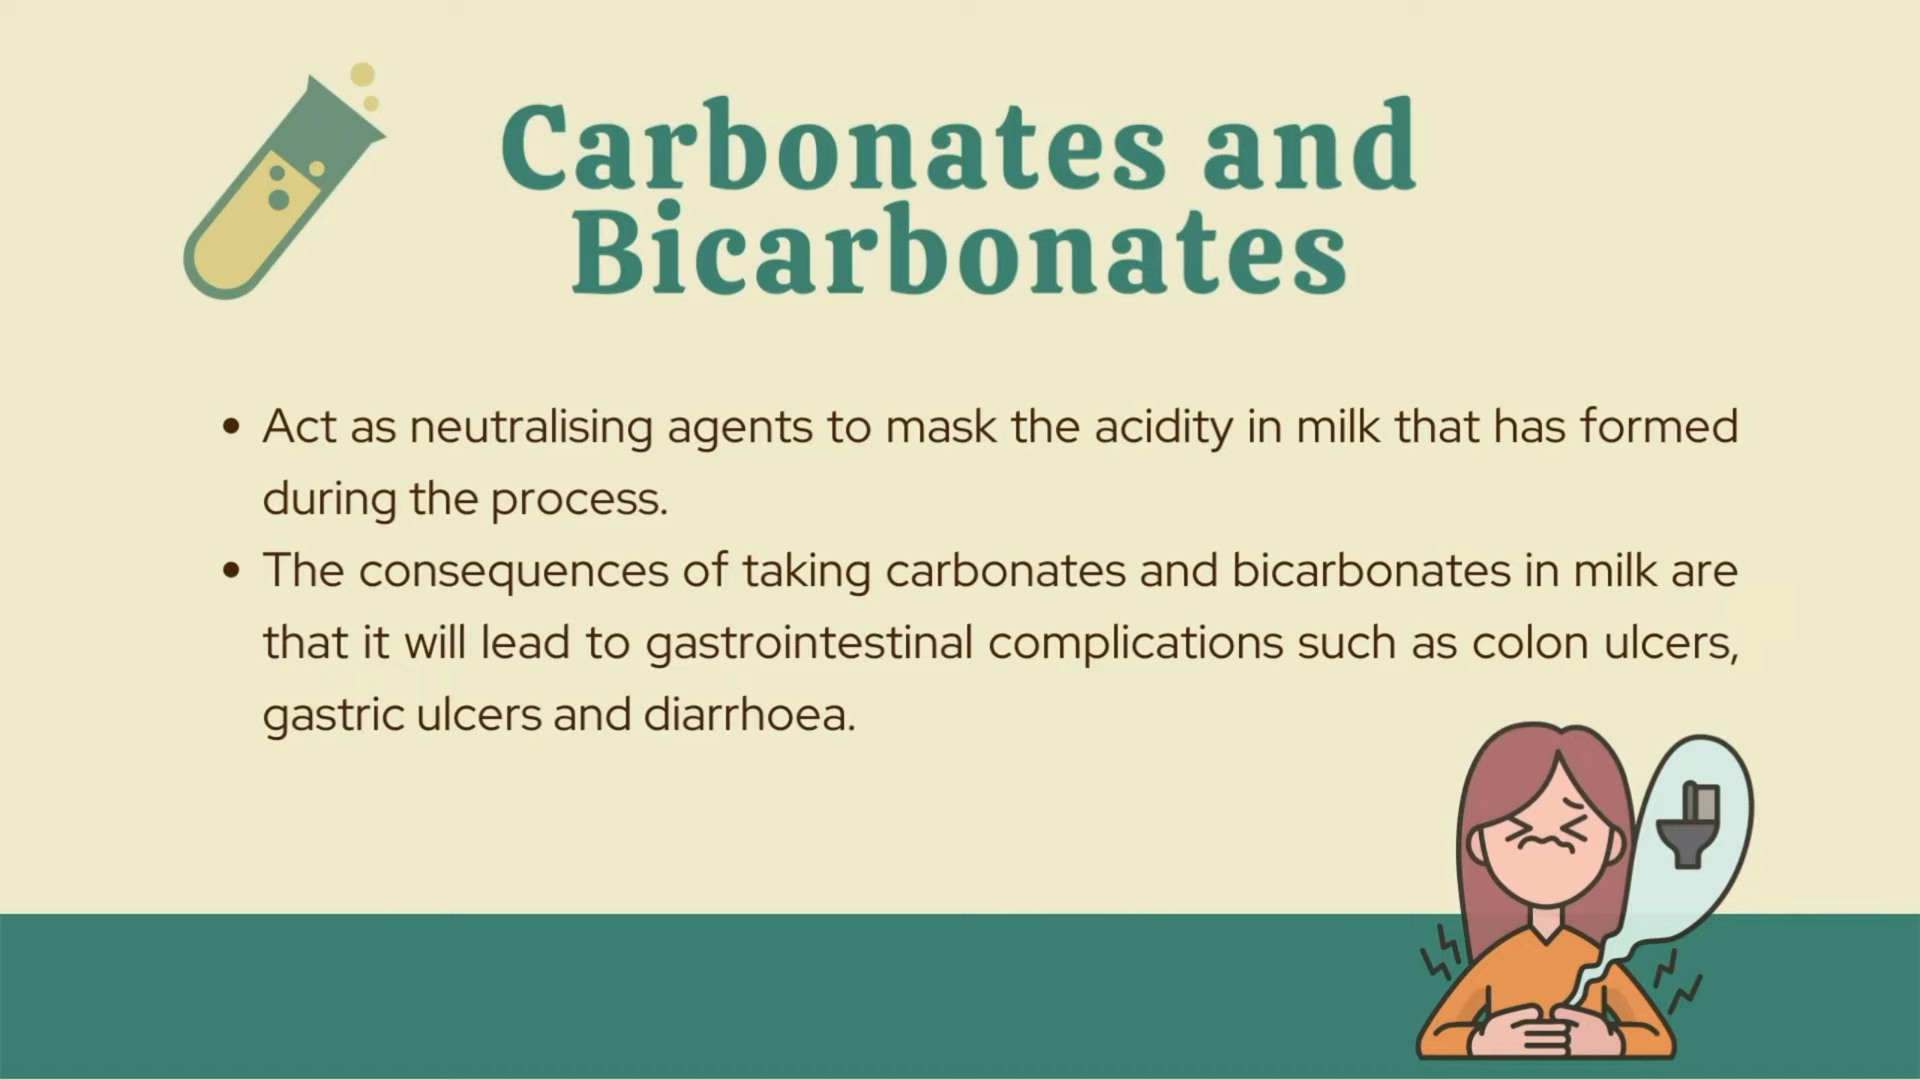 Carbonates and
Bicarbonates
• Act as neutralising agents to mask the acidity in milk that has formed
during the process.
• The consequences of taking carbonates and bicarbonates in milk are
that it will lead to gastrointestinal complications such as colon ulcers,
gastric ulcers and diarrhoea.